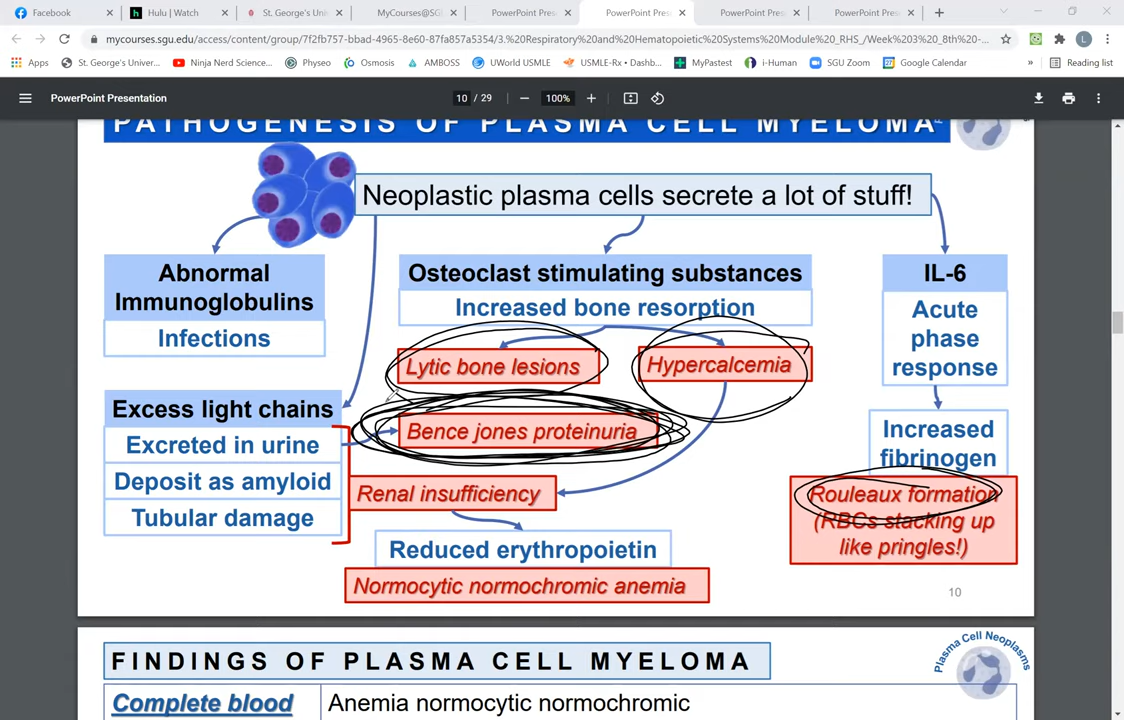 Facebook
Hulu | Watch
St. George's Uni
MyCourses@SG
PowerPoint Pres
PowerPoint Pres
PowerPoint Pres
PowerPoint Pres
mycourses.sgu.edu/access/content/group/7f2fb757-bbad-4965-8e60-87fa857a5354/3.%20Respiratory%20and%20Hematopoietic%20Systems%20Module%20_RHS_/Week%203%20_8th%20-...
Apps
St. George's Univer...
Ninja Nerd Science...
Physeo
Osmosis
AMBOSS
UWorld USMLE
USMLE-Rx • Dashb...
MyPastest
i-Human
SGU Zoom
Google Calendar
»
Reading list
L
PowerPoint Presentation
10 / 29
100%
PATHOGENESIS OF PLASMA CELL MYELOMA
Neoplastic plasma cells secrete a lot of stuff!
Abnormal
Immunoglobulins
Infections
Osteoclast stimulating substances
Increased bone resorption
IL-6
Acute
phase
response
Lytic bone lesions
Hypercalcemia
Excess light chains
Excreted in urine
Deposit as amyloid
Tubular damage
Bence jones proteinuria
Increased
fibrinogen
Renal insufficiency
Rouleaux formation
(RBCs stacking up
like pringles!)
Reduced erythropoietin
Normocytic normochromic anemia
10
FINDINGS OF PLASMA CELL MYELOMA
Plasma Cell Neoplasms
Complete blood
Anemia normocytic normochromic